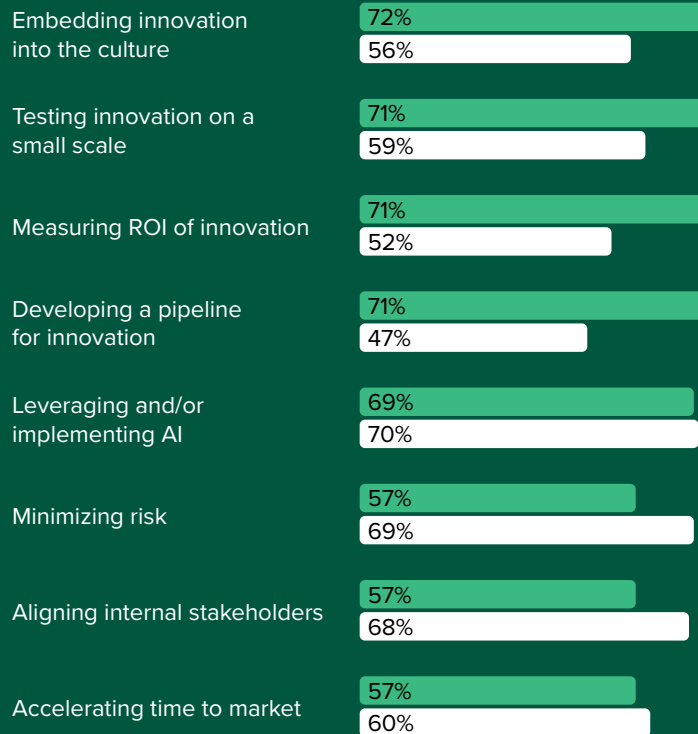 Embedding innovation
into the culture
72%
56%
Testing innovation on a
small scale
71%
59%
Measuring ROI of innovation
71%
52%
Developing a pipeline
for innovation
71%
47%
Leveraging and/or
implementing AI
69%
70%
Minimizing risk
57%
69%
Aligning internal stakeholders
57%
68%
Accelerating time to market
57%
60%